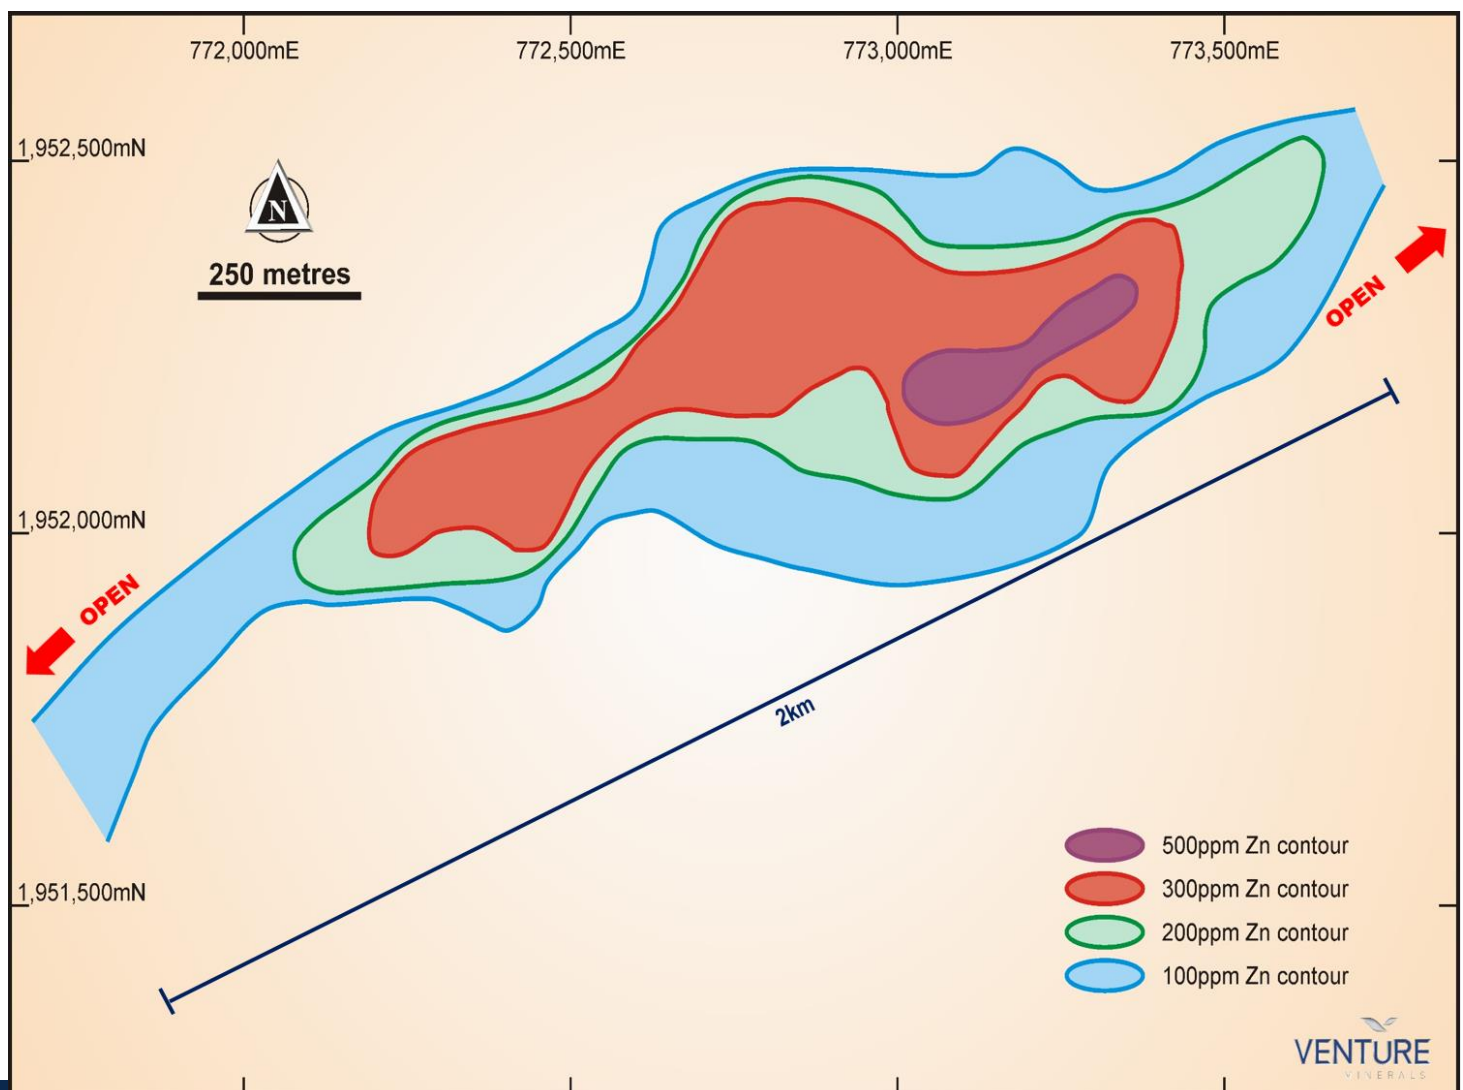 772,000mE 772,500mE 773,000mE 773,500mE
1,952,500mN
N
250 metres
OPEN
1,952,000mN
OPEN
2km
500ppm Zn contour
1,951,500mN
300ppm Zn contour
200ppm Zn contour
100ppm Zn contour
VENTURE
MINERALS